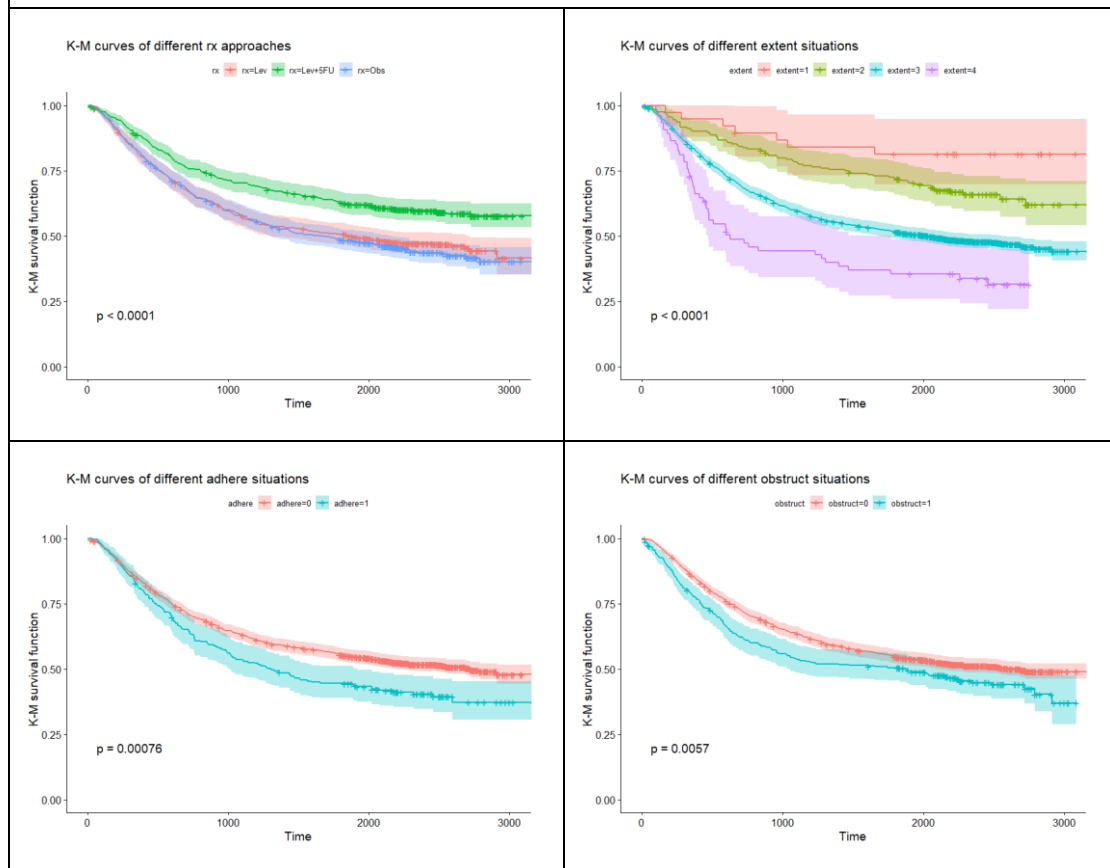 K-M curves of different rx approaches
rx rx=Lev rx=Lev+5FU rx=Obs
K-M survival function
1.00
0.75
0.50
0.25
0.00
p < 0.0001
0 1000 2000 3000
Time
K-M curves of different extent situations
extent extent=1 extent=2 extent=3 extent=4
K-M survival function
1.00
0.75
0.50
0.25
0.00
p < 0.0001
0 1000 2000 3000
Time
K-M curves of different adhere situations
adhere adhere=0 adhere=1
K-M survival function
1.00
0.75
0.50
0.25
0.00
p = 0.00076
0 1000 2000 3000
Time
K-M curves of different obstruct situations
obstruct obstruct=0 obstruct=1
K-M survival function
1.00
0.75
0.50
0.25
0.00
p = 0.0057
0 1000 2000 3000
Time